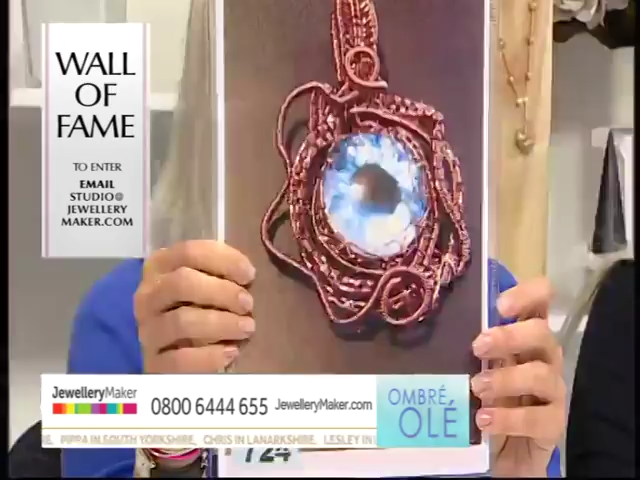 WALL
OF
FAME
TO ENTER
EMAIL
STUDIO@
JEWELLERY
MAKER.COM
JewelleryMaker
0800 6444 655
JewelleryMaker.com
OMBRÉ,
OLÉ
PIPPA IN SOUTH YORKSHIRE, CHRIS IN LANARKSHIRE, LESLEY IN
724